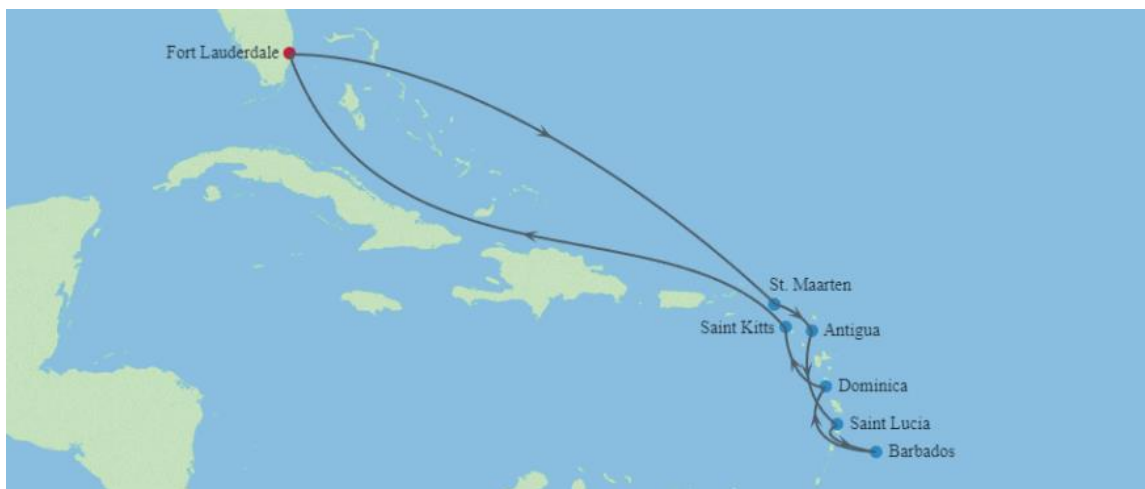 Fort Lauderdale
St. Maarten
Saint Kitts
Antigua
Dominica
Saint Lucia
Barbados